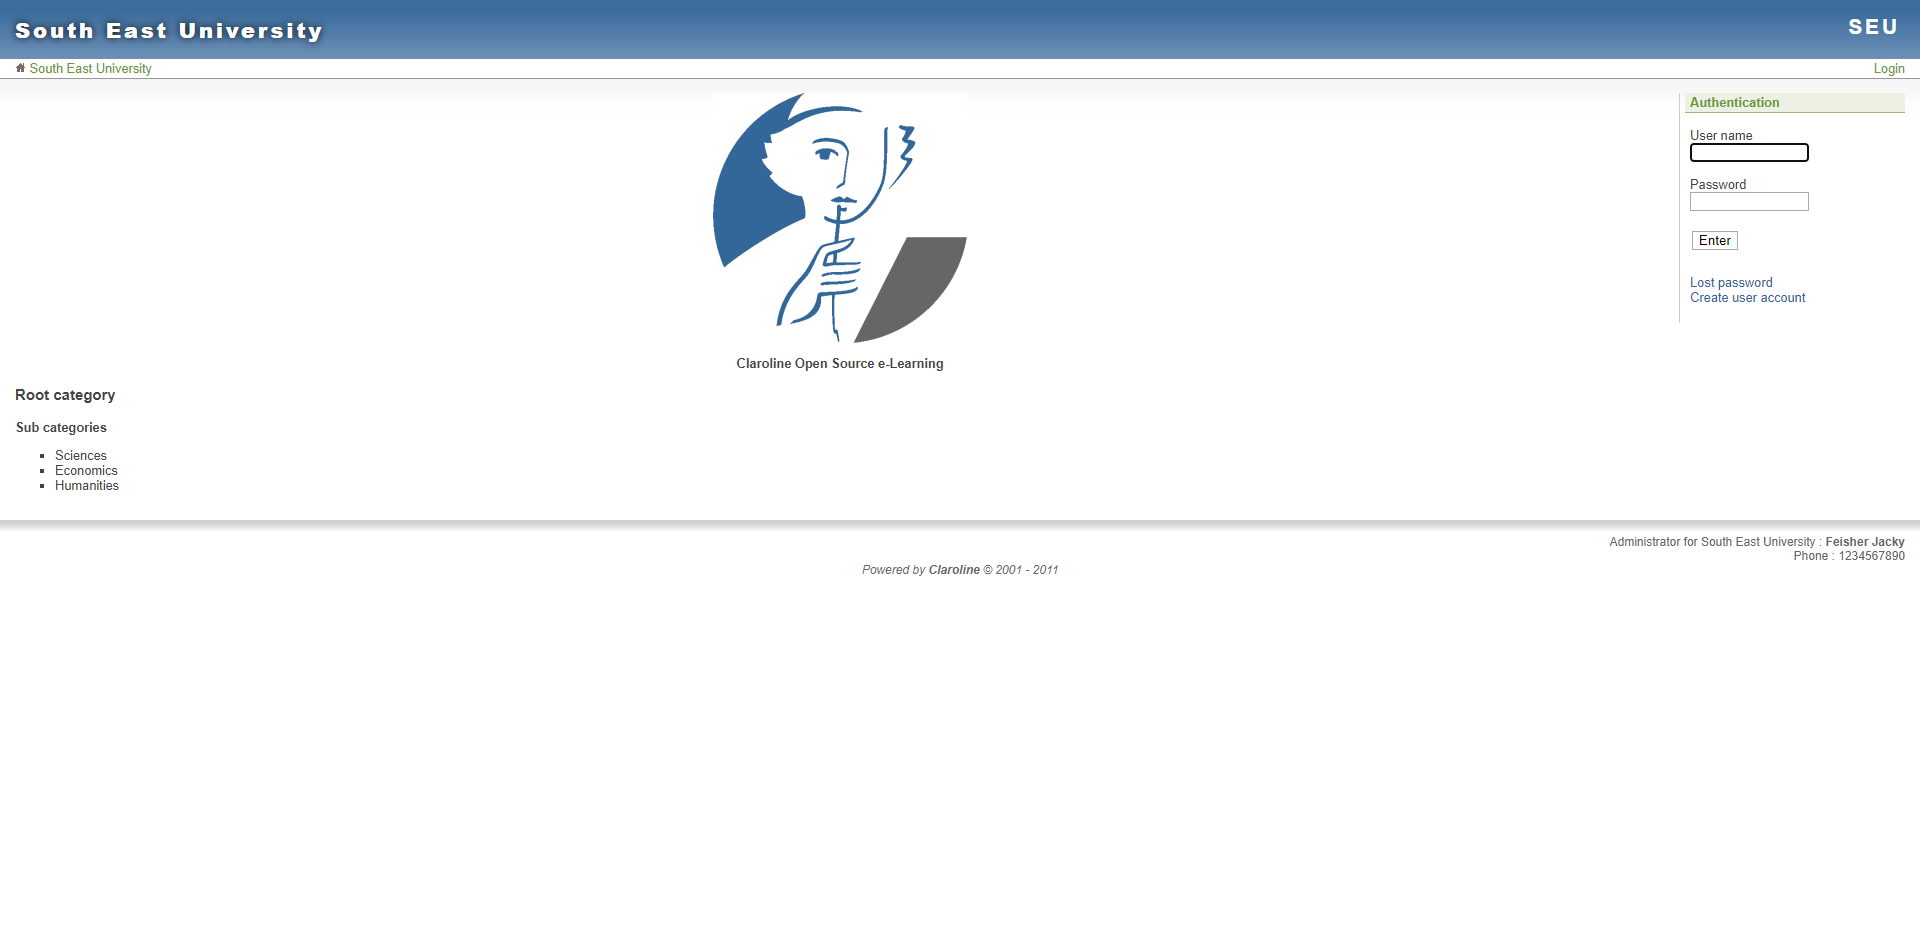 South East University
SEU
South East University
Login
Authentication
User name
Password
Enter
Lost password
Create user account
Claroline Open Source e-Learning
Root category
Sub categories
Sciences
Economics
Humanities
Administrator for South East University : Feisher Jacky
Phone : 1234567890
Powered by Claroline © 2001 - 2011